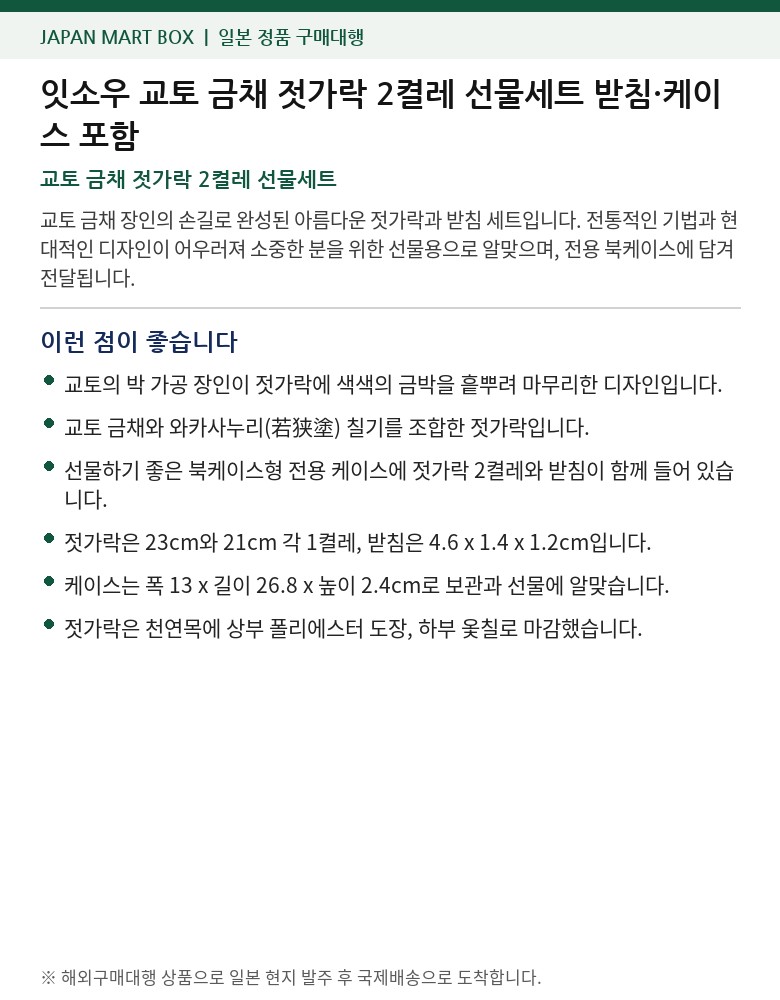 JAPAN MART BOX | 일본 정품 구매대행
잇소우 교토 금채 젓가락 2켤레 선물세트 받침·케이
스 포함
교토 금채 젓가락 2켤레 선물세트
교토 금채 장인의 손길로 완성된 아름다운 젓가락과 받침 세트입니다. 전통적인 기법과 현
대적인 디자인이 어우러져 소중한 분을 위한 선물용으로 알맞으며, 전용 북케이스에 담겨
전달됩니다.
이런 점이 좋습니다
● 교토의 박 가공 장인이 젓가락에 색색의 금박을 흩뿌려 마무리한 디자인입니다.
● 교토 금채와 와카사누리(若狭塗) 칠기를 조합한 젓가락입니다.
● 선물하기 좋은 북케이스형 전용 케이스에 젓가락 2켤레와 받침이 함께 들어 있습
니다.
● 젓가락은 23cm와 21cm 각 1켤레, 받침은 4.6 x 1.4 x 1.2cm입니다.
● 케이스는 폭 13 x 길이 26.8 x 높이 2.4cm로 보관과 선물에 알맞습니다.
● 젓가락은 천연목에 상부 폴리에스터 도장, 하부 옻칠로 마감했습니다.
※ 해외구매대행 상품으로 일본 현지 발주 후 국제배송으로 도착합니다.